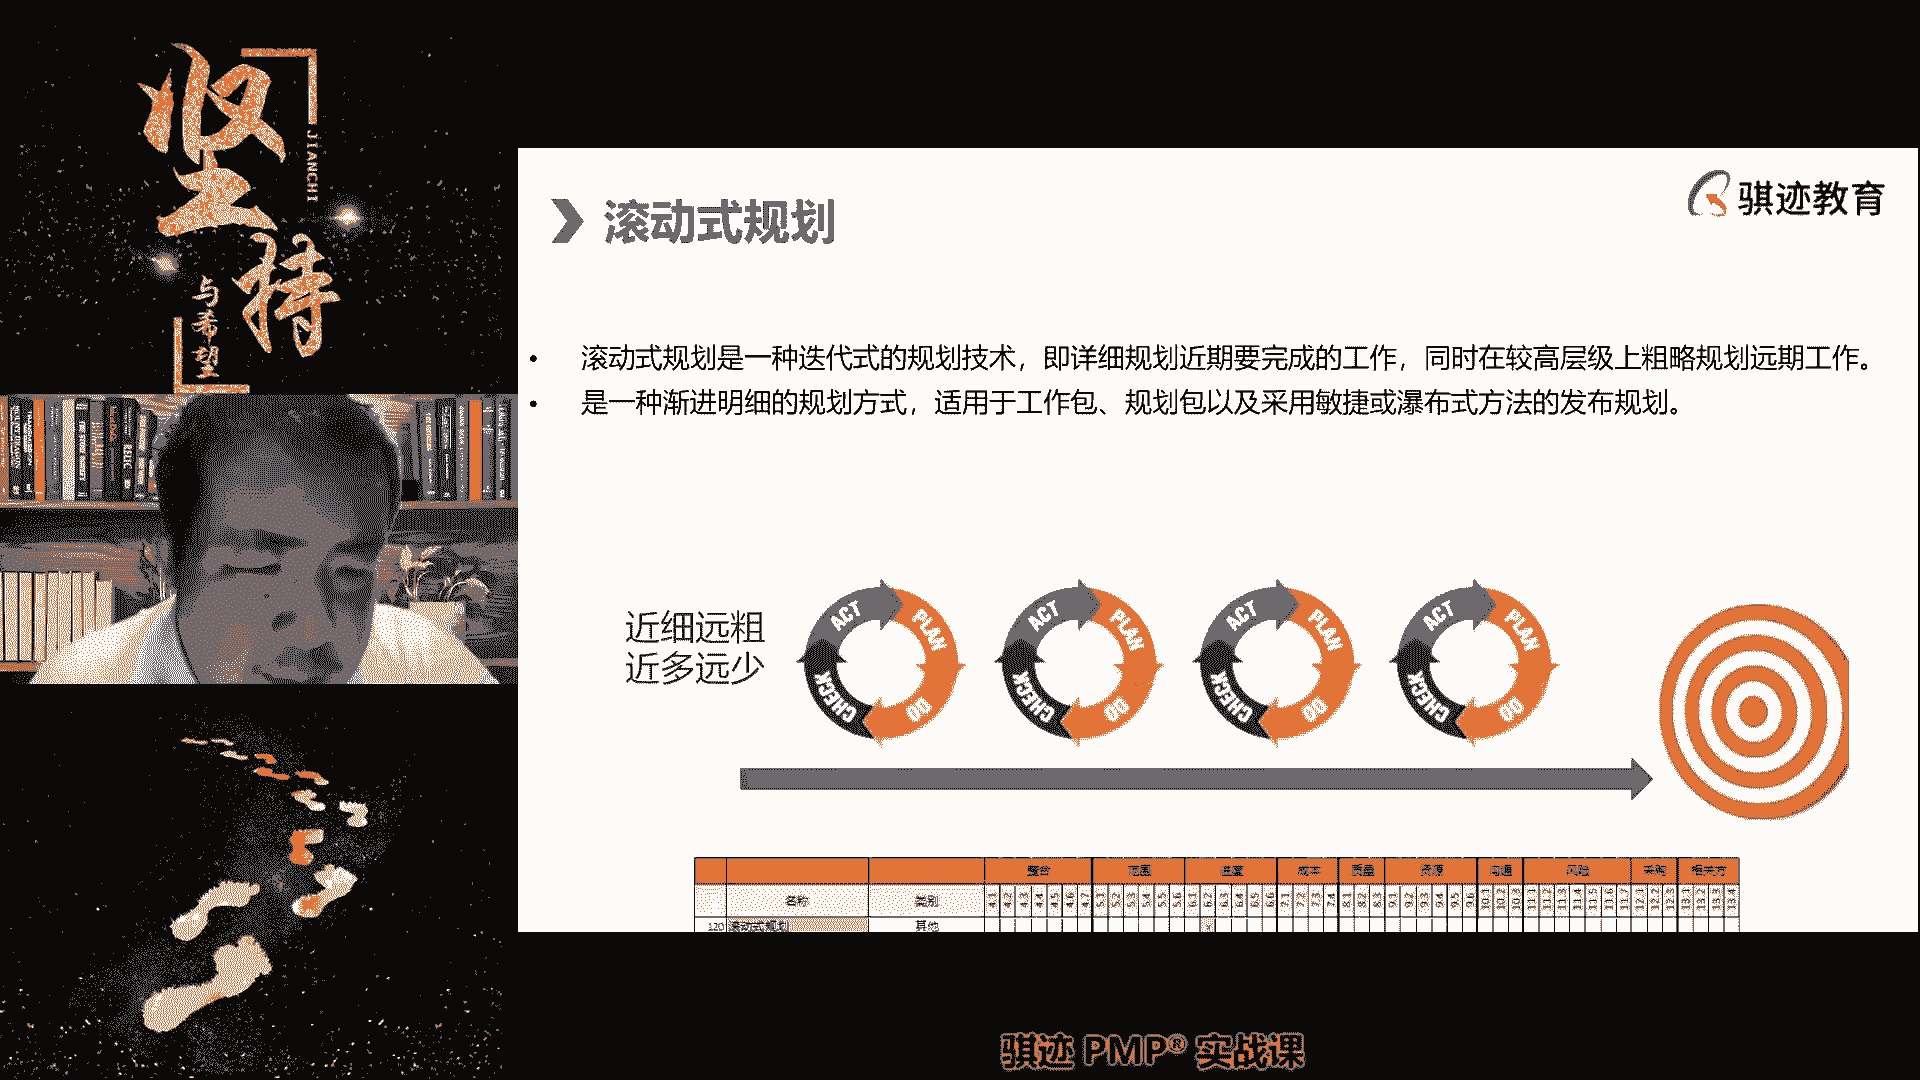 坚持
JIANCHI
与希望
骐迹教育
滚动式规划
• 滚动式规划是一种迭代式的规划技术，即详细规划近期要完成的工作，同时在较高层级上粗略规划远期工作。
• 是一种渐进明细的规划方式，适用于工作包、规划包以及采用敏捷或瀑布式方法的发布规划。
近细远粗
近多远少
ACT PLAN DO CHECK
ACT PLAN DO CHECK
ACT PLAN DO CHECK
ACT PLAN DO CHECK
整合 范围 进度 成本 质量 资源 沟通 风险 采购 相关方
名称 类别 4.1 4.2 4.3 4.4 4.5 4.6 4.7 5.1 5.2 5.3 5.4 5.5 5.6 6.1 6.2 6.3 6.4 6.5 6.6 7.1 7.2 7.3 7.4 8.1 8.2 8.3 9.1 9.2 9.3 9.4 9.5 9.6 10.1 10.2 10.3 11.1 11.2 11.3 11.4 11.5 11.6 11.7 12.1 12.2 12.3 13.1 13.2 13.3 13.4
120 滚动式规划 其他 x
骐迹 PMP® 实战课